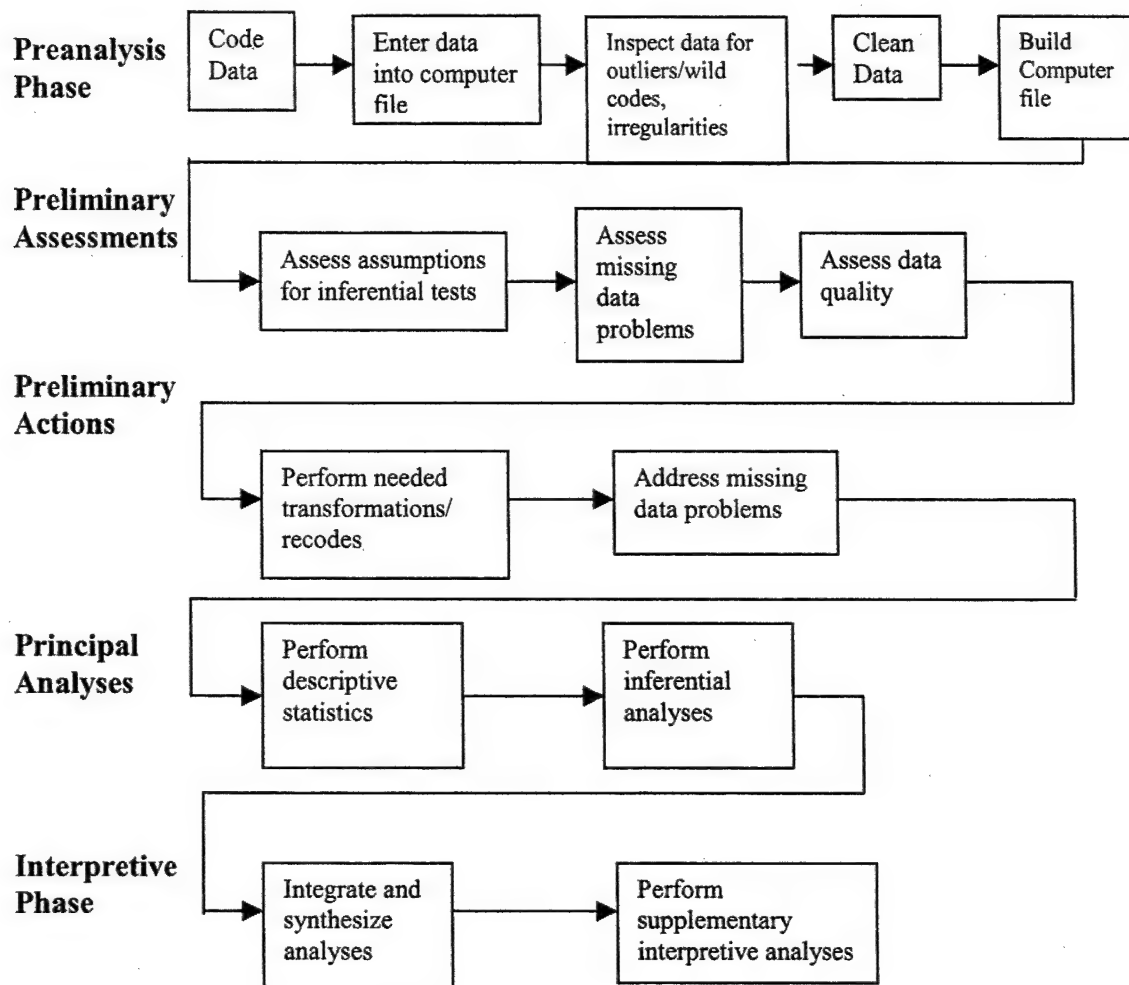 Preanalysis
Phase
Code
Data
Enter data
into computer
file
Inspect data for
outliers/wild
codes,
irregularities
Clean
Data
Build
Computer
file
Preliminary
Assessments
Assess assumptions
for inferential tests
Assess
missing
data
problems
Assess data
quality
Preliminary
Actions
Perform needed
transformations/
recodes
Address missing
data problems
Principal
Analyses
Perform
descriptive
statistics
Perform
inferential
analyses
Interpretive
Phase
Integrate and
synthesize
analyses
Perform
supplementary
interpretive analyses